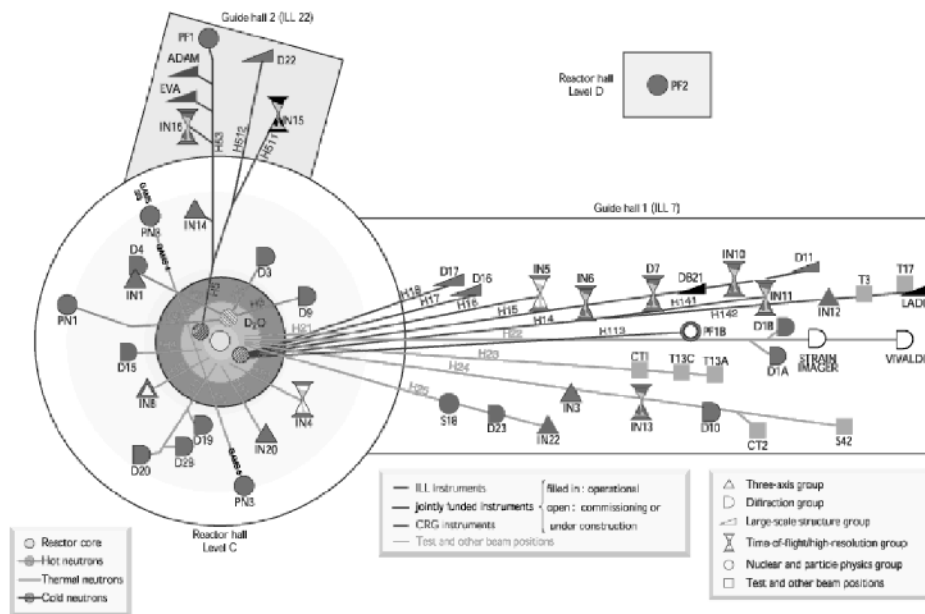 Guide hall 2 (ILL 22)
PF1
ADAM
D22
EVA
IN16
IN15
H53
H512
H511
Reactor hall
Level D
PF2
Guide hall 1 (ILL 7)
PN3
IN14
D4
IN1
D3
H5
D9
PN1
D2O
H21
D15
IN8
IN4
D19
D20
IN20
PN3
Reactor hall
Level C
D17
D16
IN5
IN6
D7
DB21
IN10
D11
IN11
T3
T17
LADI
H18
H17
H16
H15
H14
H141
H142
IN12
D1B
H22
H113
PF1B
D1A
STRAIN
IMAGER
VIVALDI
H23
CT1
T13C
T13A
H24
H25
IN3
S18
D23
IN22
IN13
D10
CT2
S42
ILL Instruments
filled in : operational
Jointly funded instruments
open : commissioning or
CRG instruments
under construction
Test and other beam positions
Three-axis group
Diffraction group
Large-scale structure group
Time-of-flight/high-resolution group
Nuclear and particle physics group
Test and other beam positions
Reactor core
Hot neutrons
Thermal neutrons
Cold neutrons